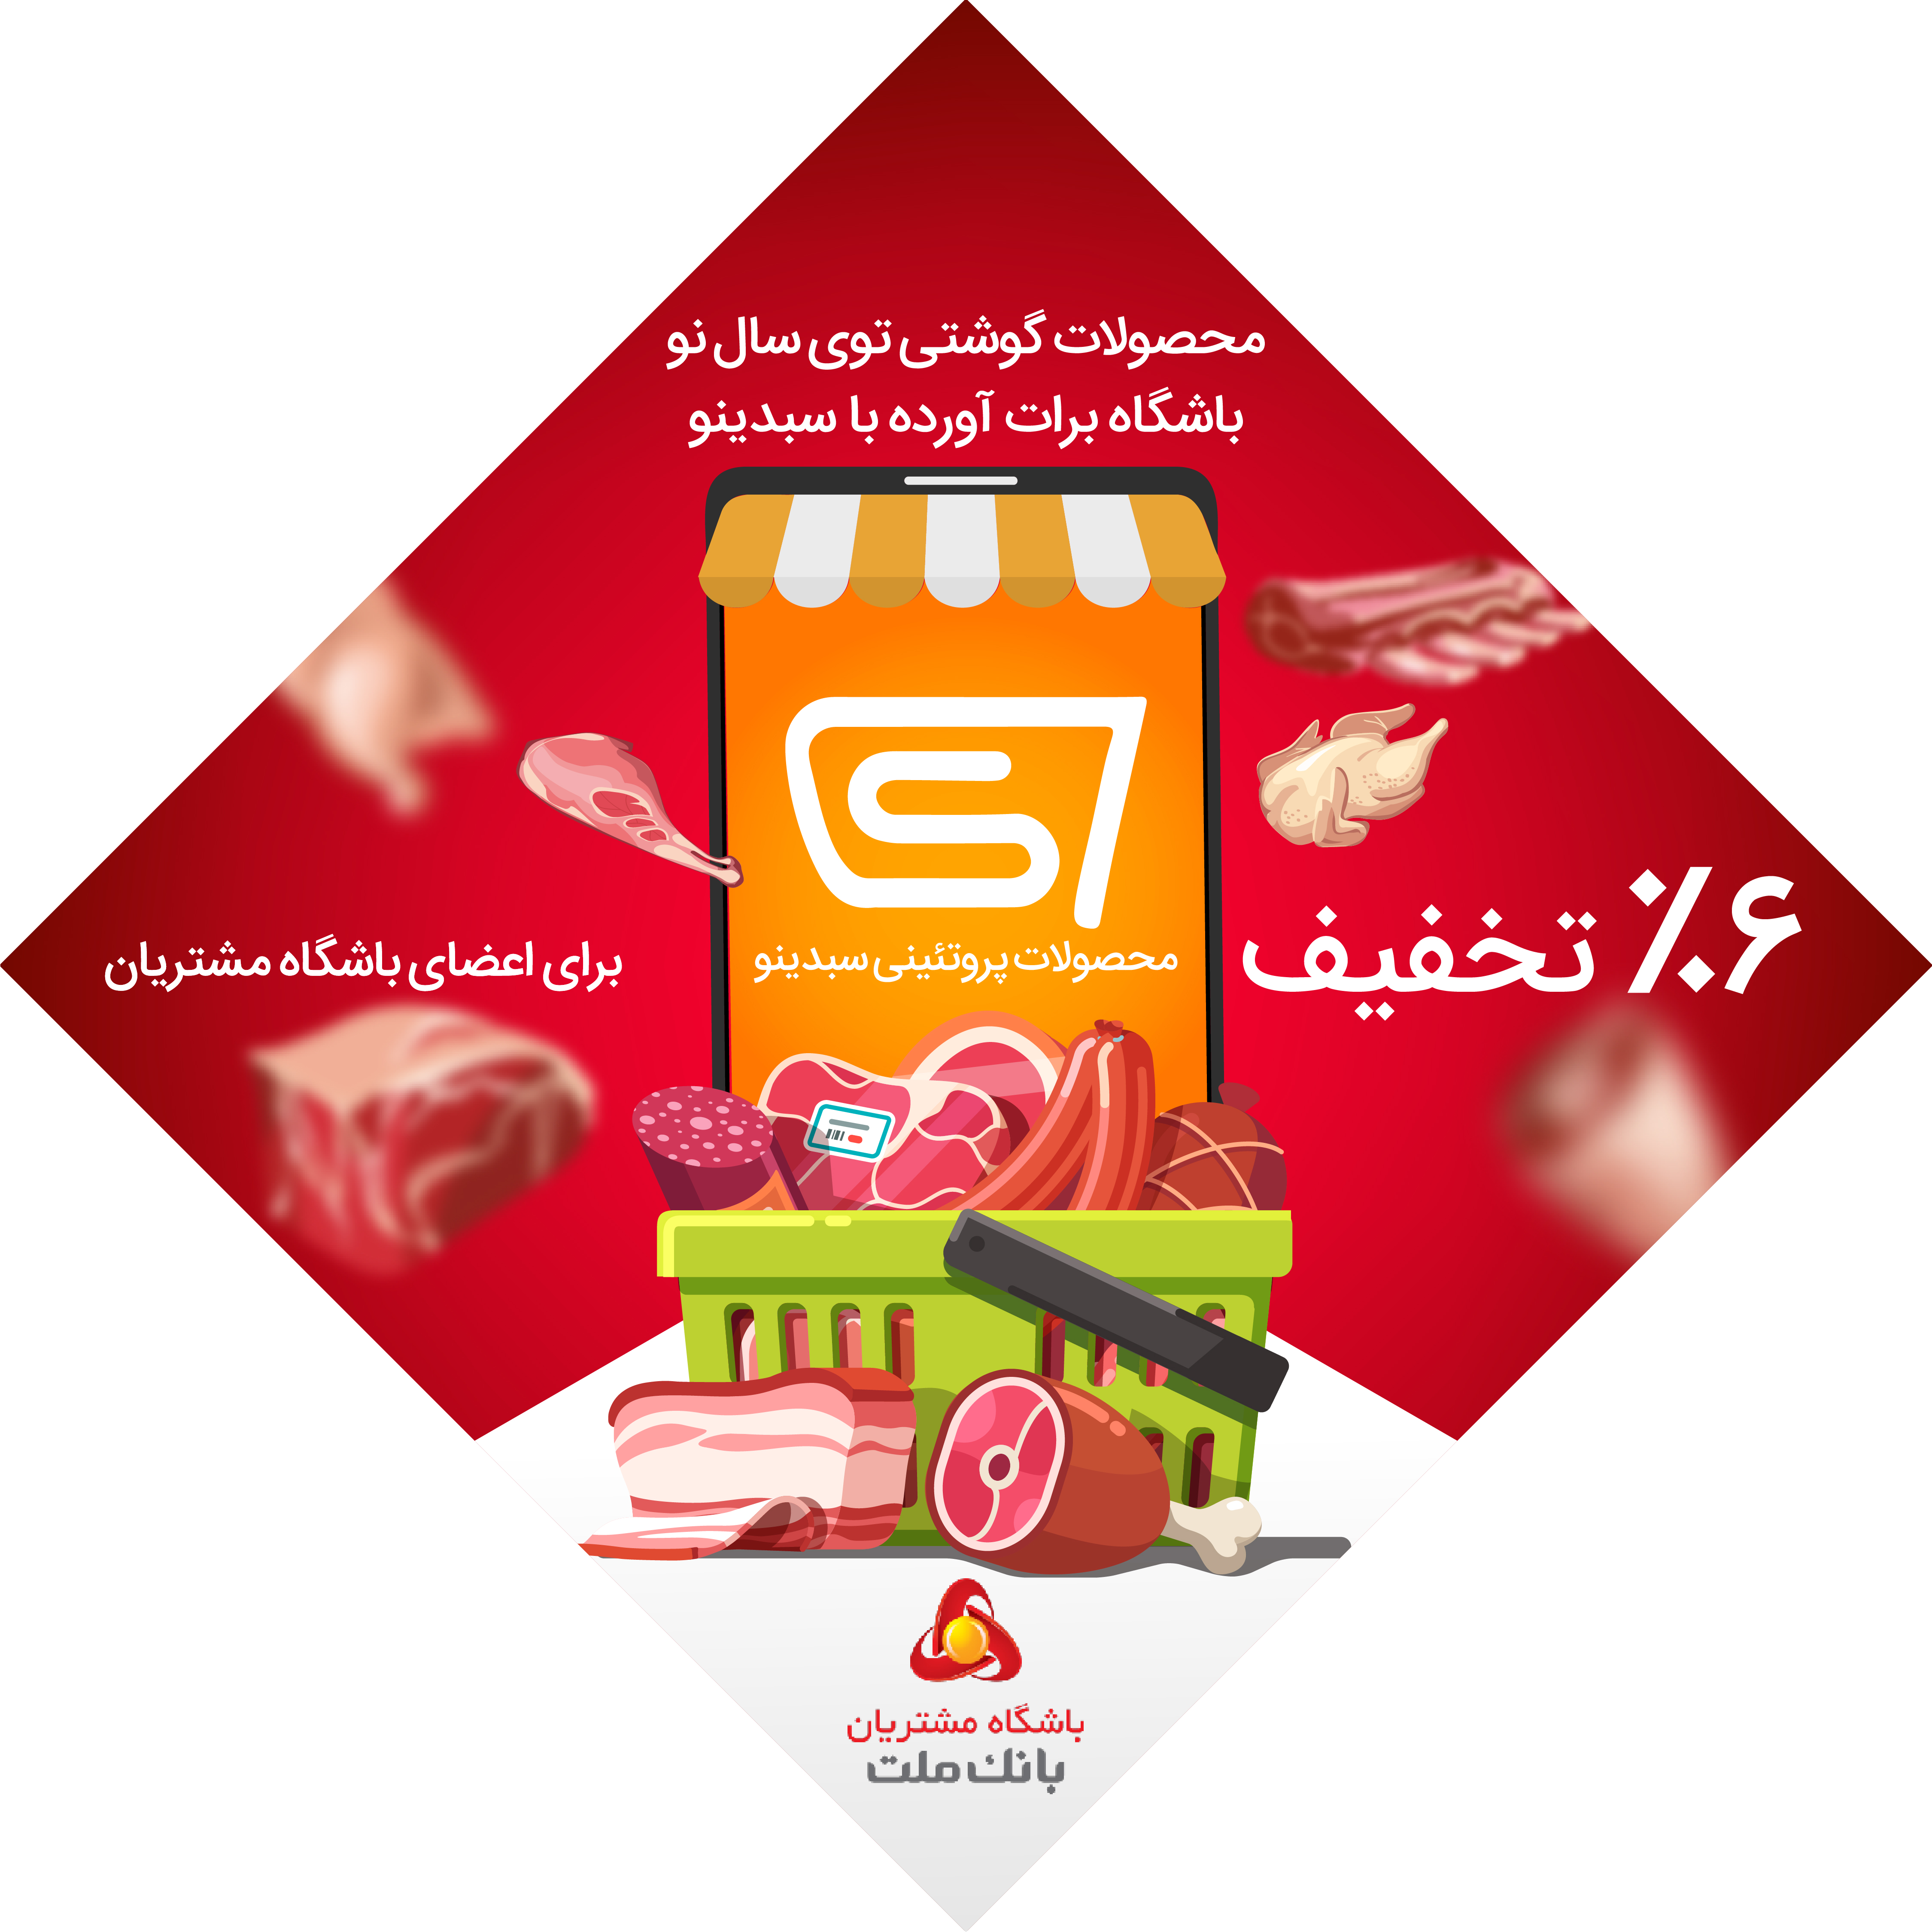 محصولات گوشتی توی سال نو
باشگاه برات آورده با سبدینو
۶٪ تخفیف
محصولات پروتئینی سبدینو
برای اعضای باشگاه مشتریان
باشگاه مشتریان
بانک ملت